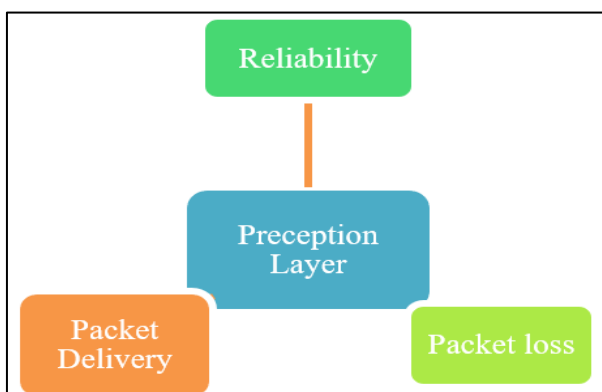 Reliability
Preception
Layer
Packet
Delivery
Packet loss